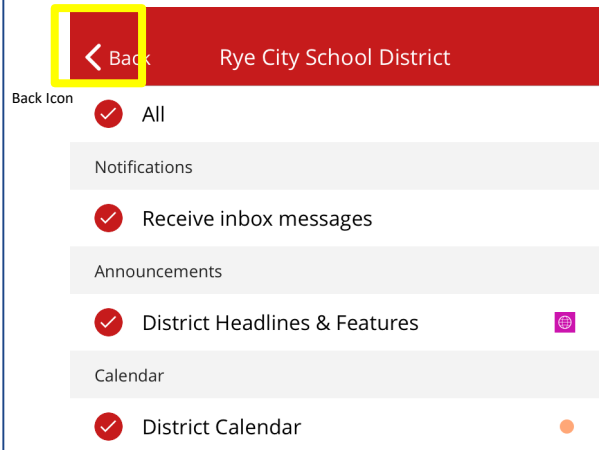 Back Rye City School District
Back Icon
All
Notifications
Receive inbox messages
Announcements
District Headlines & Features
Calendar
District Calendar